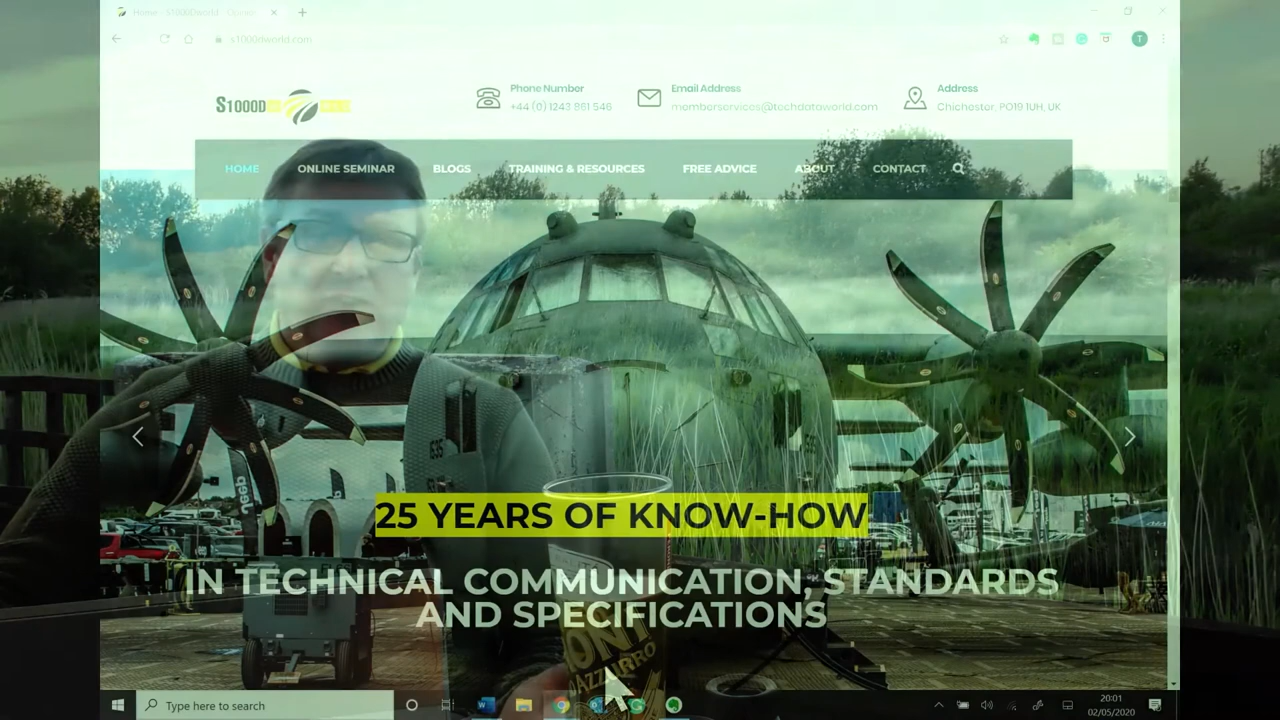 Home - S1000Dworld
s1000dworld.com
T
S1000D
Phone Number
+44 (0) 1243 861 546
Email Address
memberservices@techdataworld.com
Address
Chichester, PO19 1UH, UK
HOME
ONLINE SEMINAR
BLOGS
TRAINING & RESOURCES
FREE ADVICE
ABOUT
CONTACT
Jeep
25 YEARS OF KNOW-HOW
IN TECHNICAL COMMUNICATION, STANDARDS
AND SPECIFICATIONS
Type here to search
20:01
02/05/2020